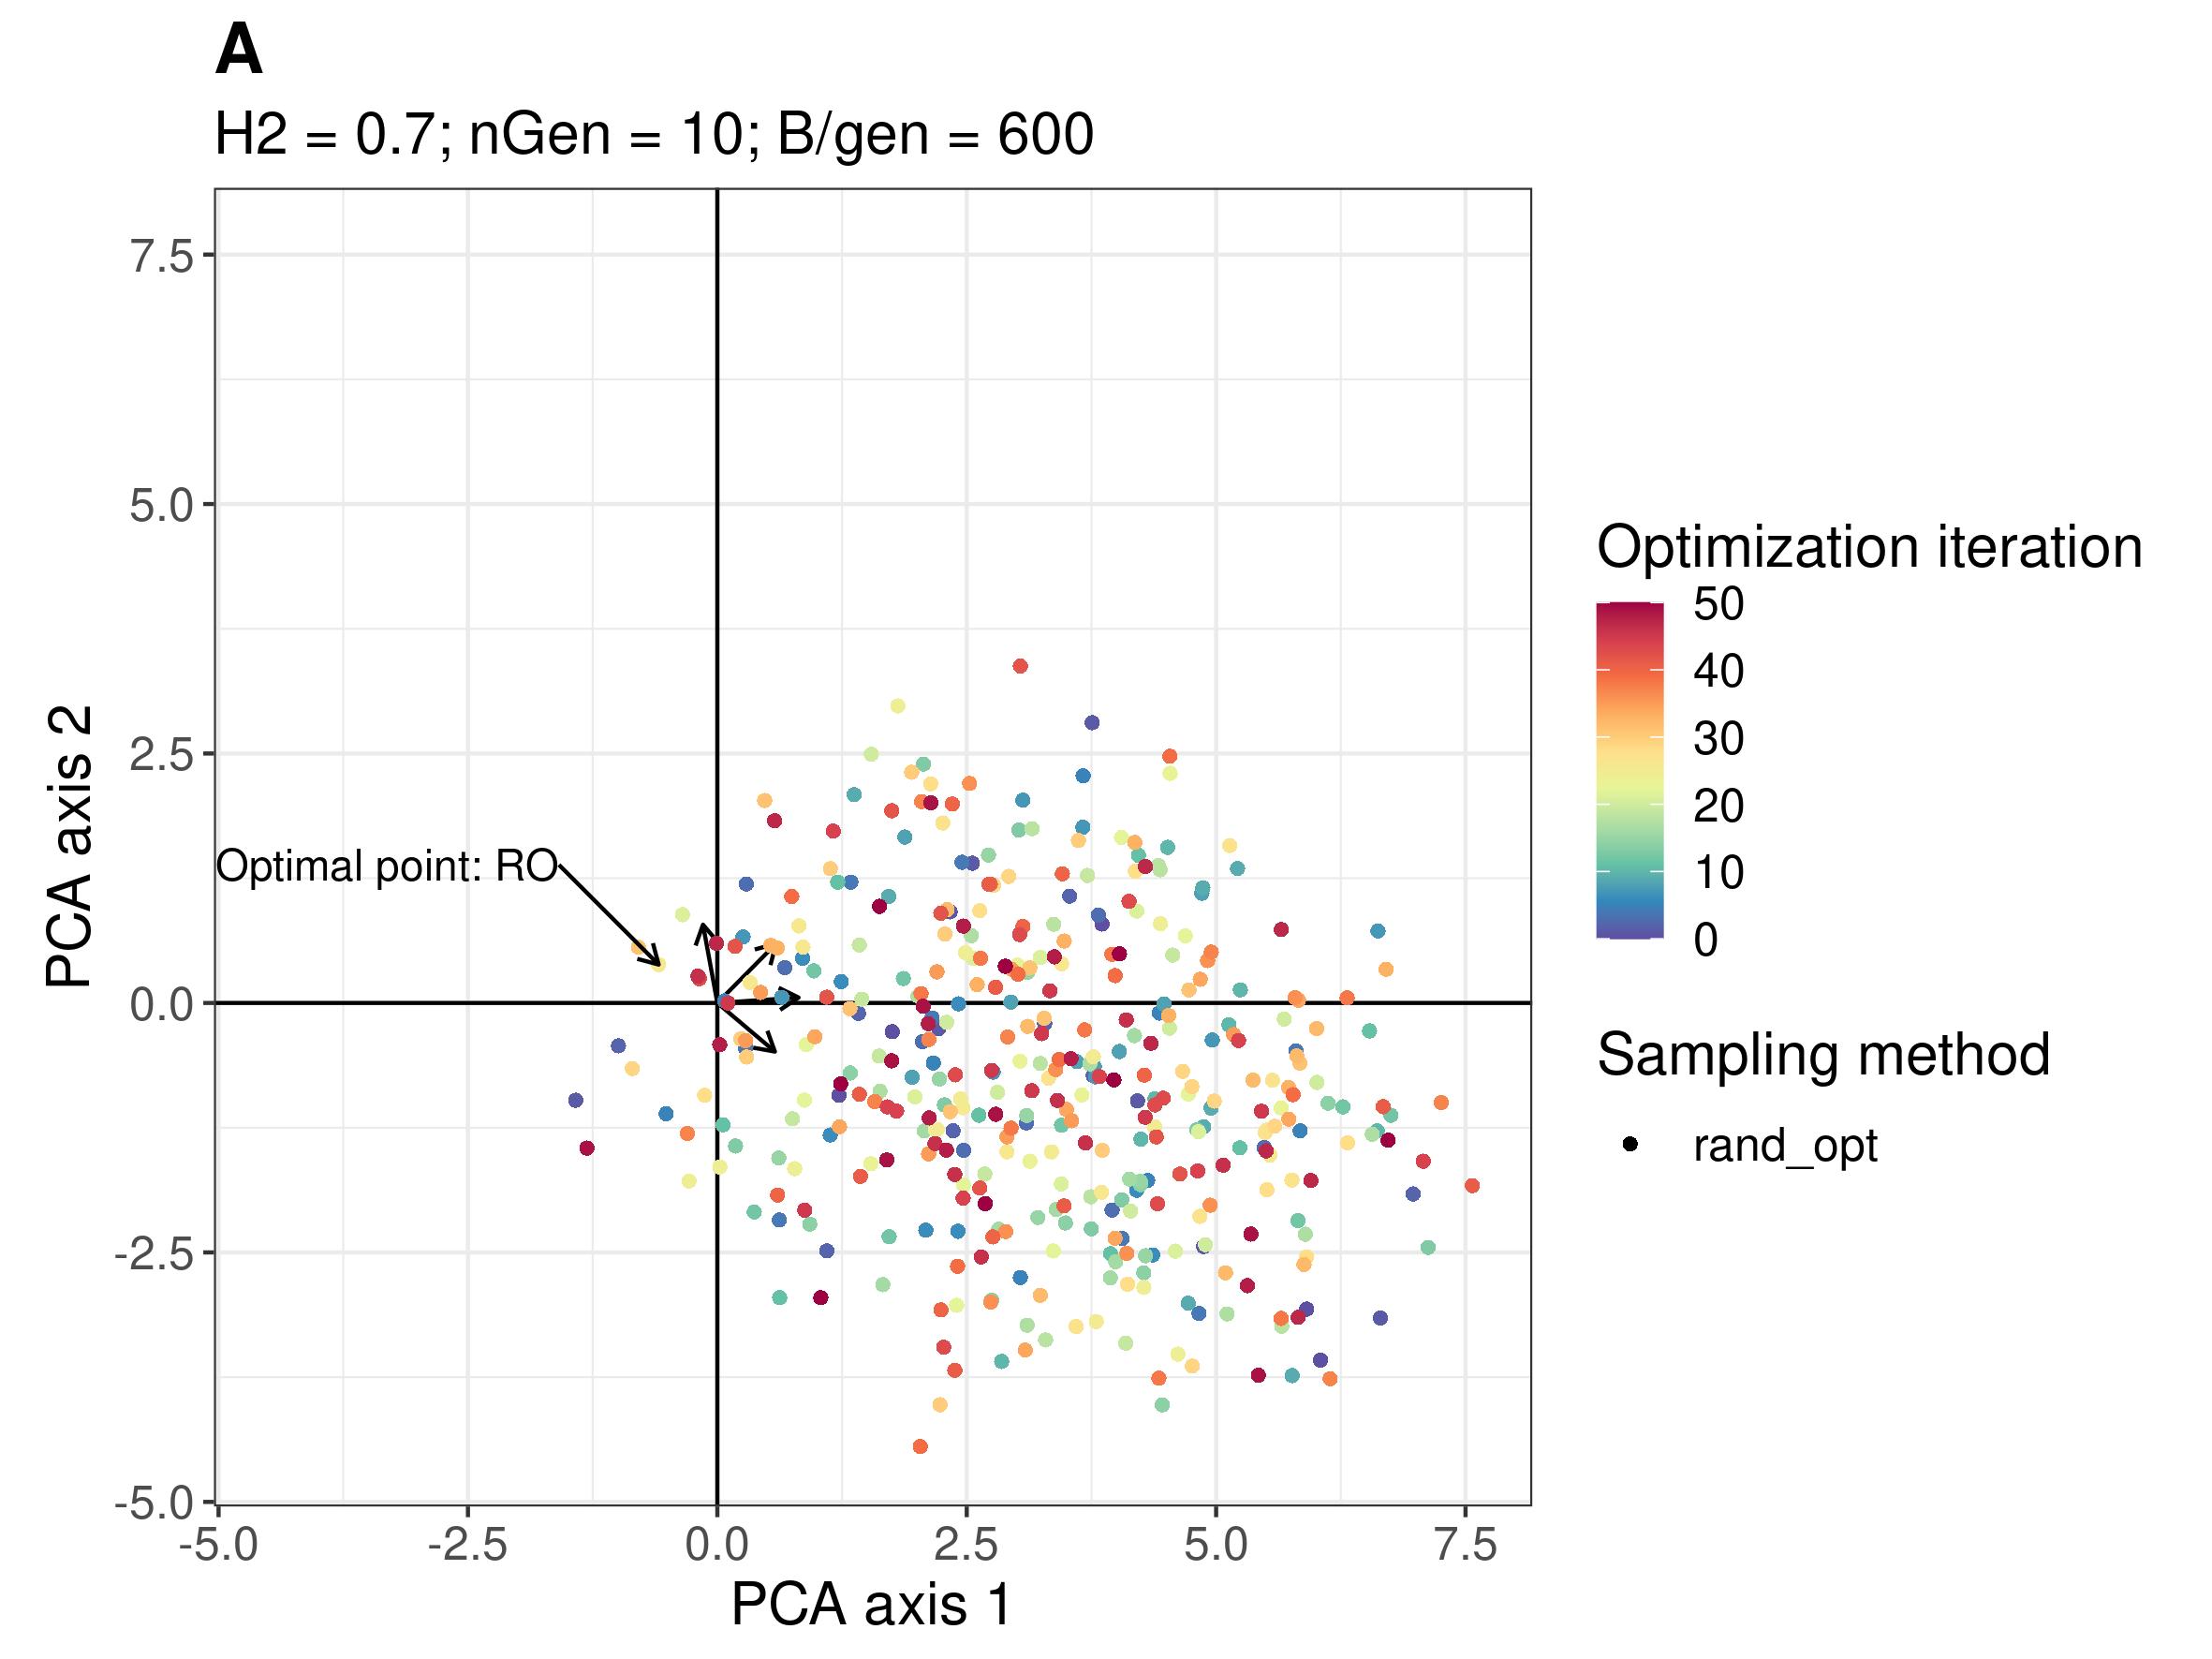 A
H2 = 0.7; nGen = 10; B/gen = 600
7.5
5.0
2.5
0.0
-2.5
-5.0
PCA axis 2
Optimal point: RO
-5.0
-2.5
0.0
2.5
5.0
7.5
PCA axis 1
Optimization iteration
50
40
30
20
10
0
Sampling method
rand_opt